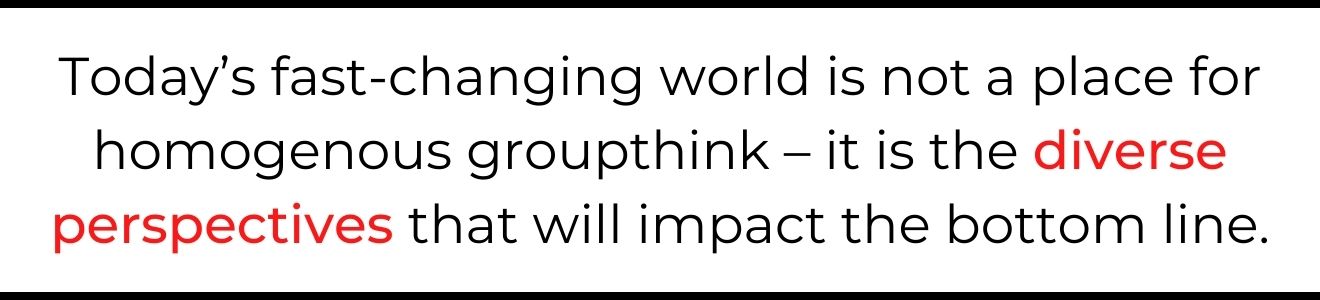 Today’s fast-changing world is not a place for
homogenous groupthink – it is the diverse
perspectives that will impact the bottom line.